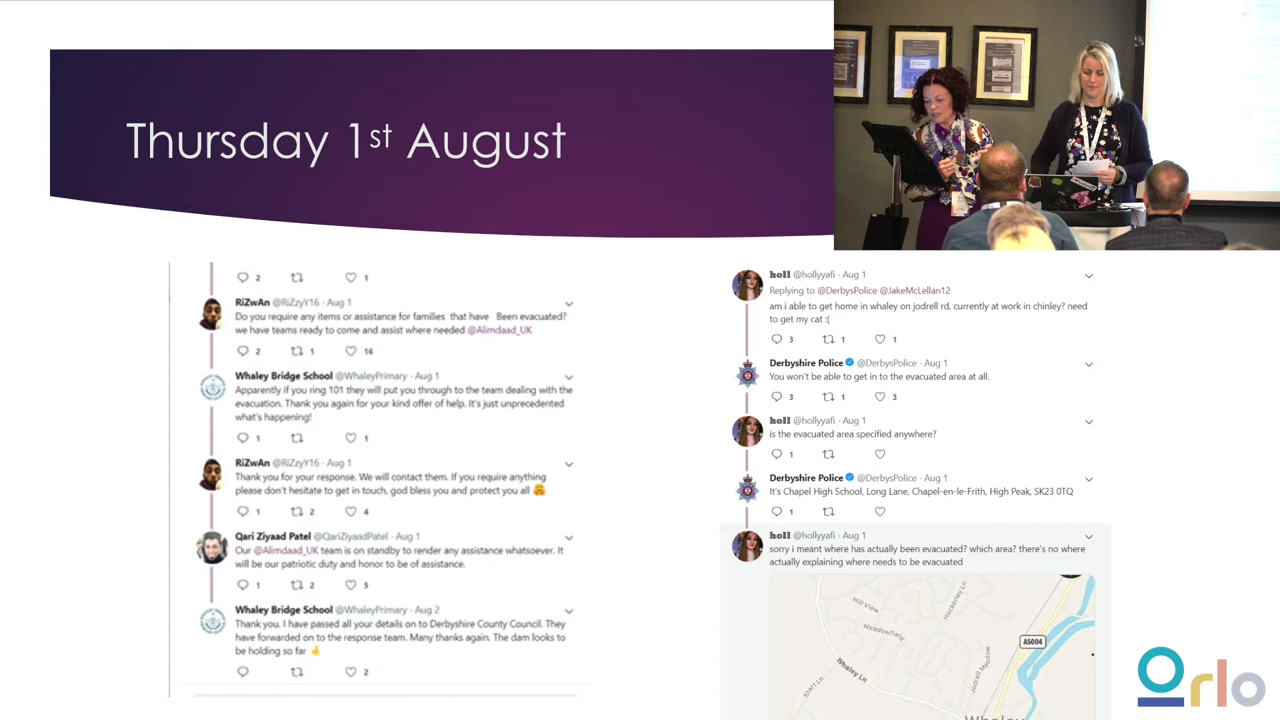 Thursday 1st August
2 1
RiZwAn @RiZzyY16 · Aug 1
Do you require any items or assistance for families that have Been evacuated?
we have teams ready to come and assist where needed @Alimdaad_UK
2 1 16
Whaley Bridge School @WhaleyPrimary · Aug 1
Apparently if you ring 101 they will put you through to the team dealing with the
evacuation. Thank you again for your kind offer of help. It's just unprecedented
what's happening!
1 1
RiZwAn @RiZzyY16 · Aug 1
Thank you for your response. We will contact them. If you require anything
please don't hesitate to get in touch, god bless you and protect you all 🤗
1 2 4
Qari Ziyaad Patel @QariZiyaadPatel · Aug 1
Our @Alimdaad_UK team is on standby to render any assistance whatsoever. It
will be our patriotic duty and honor to be of assistance.
1 2 5
Whaley Bridge School @WhaleyPrimary · Aug 2
Thank you. I have passed all your details on to Derbyshire County Council. They
have forwarded on to the response team. Many thanks again. The dam looks to
be holding so far 🤞
2
holl @hollyyafi · Aug 1
Replying to @DerbysPolice @JakeMcLellan12
am i able to get home in whaley on jodrell rd, currently at work in chinley? need
to get my cat :(
3 1 1
Derbyshire Police @DerbysPolice · Aug 1
You won't be able to get in to the evacuated area at all.
3 1 3
holl @hollyyafi · Aug 1
is the evacuated area specified anywhere?
1
Derbyshire Police @DerbysPolice · Aug 1
It's Chapel High School, Long Lane, Chapel-en-le-Frith, High Peak, SK23 0TQ
1
holl @hollyyafi · Aug 1
sorry i meant where has actually been evacuated? which area? there's no where
actually explaining where needs to be evacuated
Hill View
Hockerley Ln
Meadowfield
A5004
Whaley Ln
Jodrell Meadow
Start Ln
Whaley
Orlo